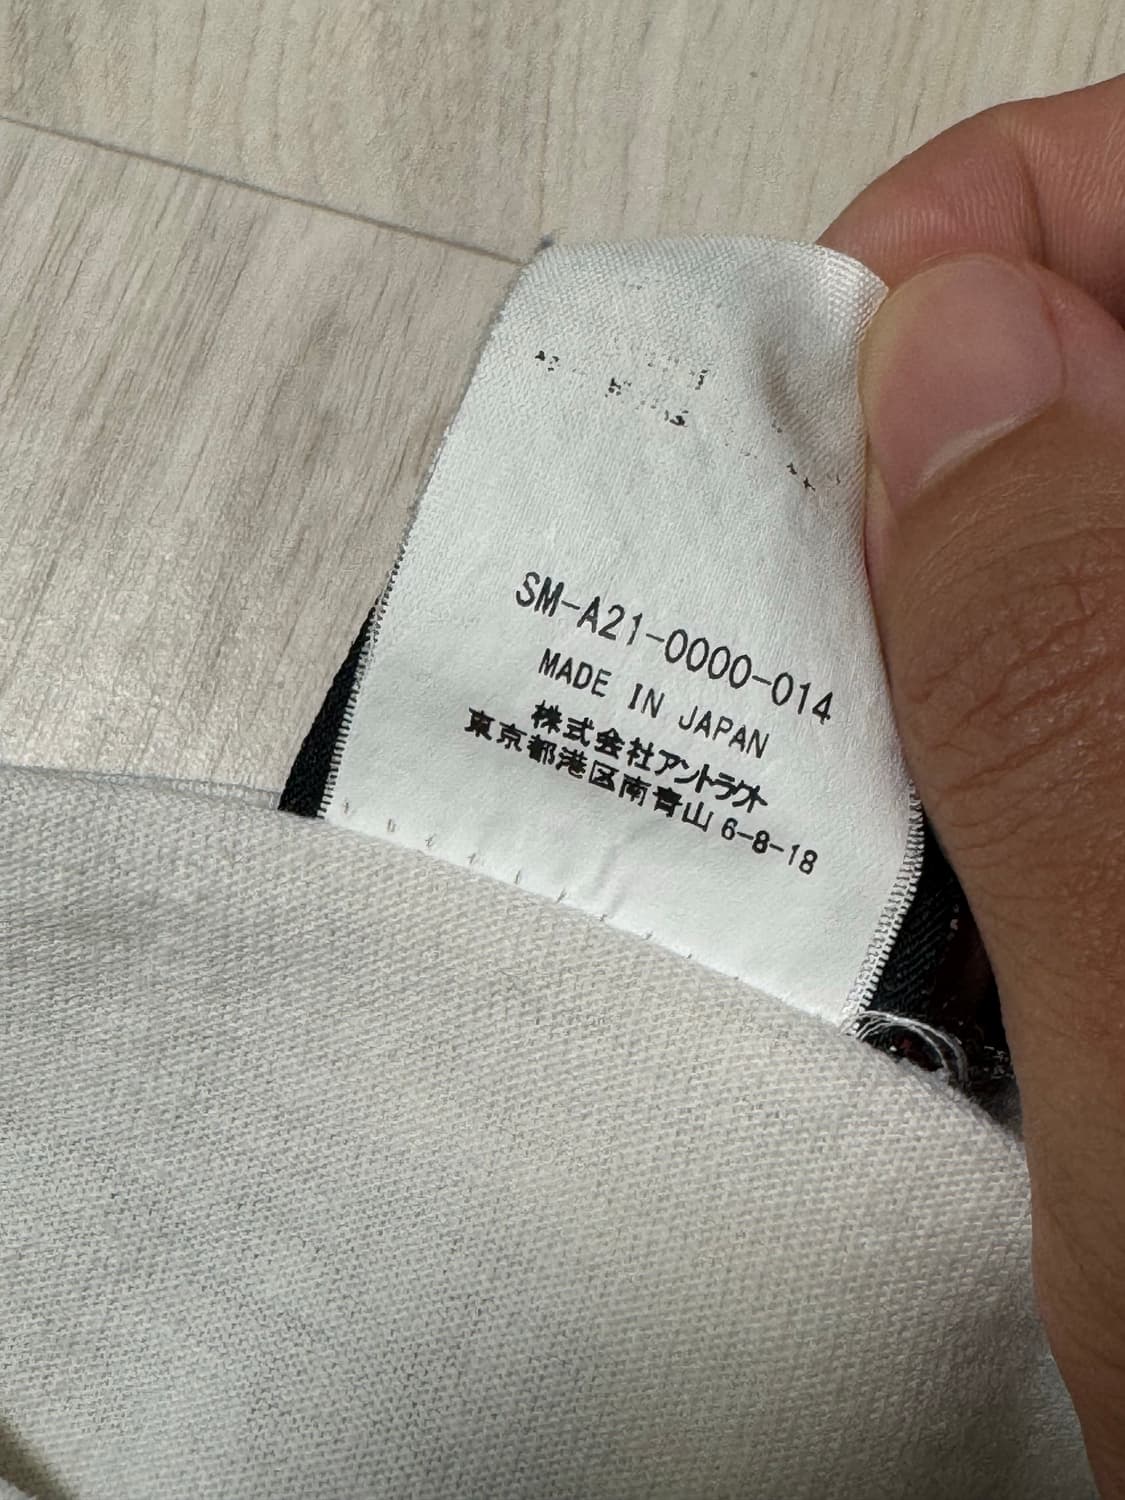 SM-A21-0000-014
MADE IN JAPAN
株式会社アントラクト
東京都港区南青山 6-8-18